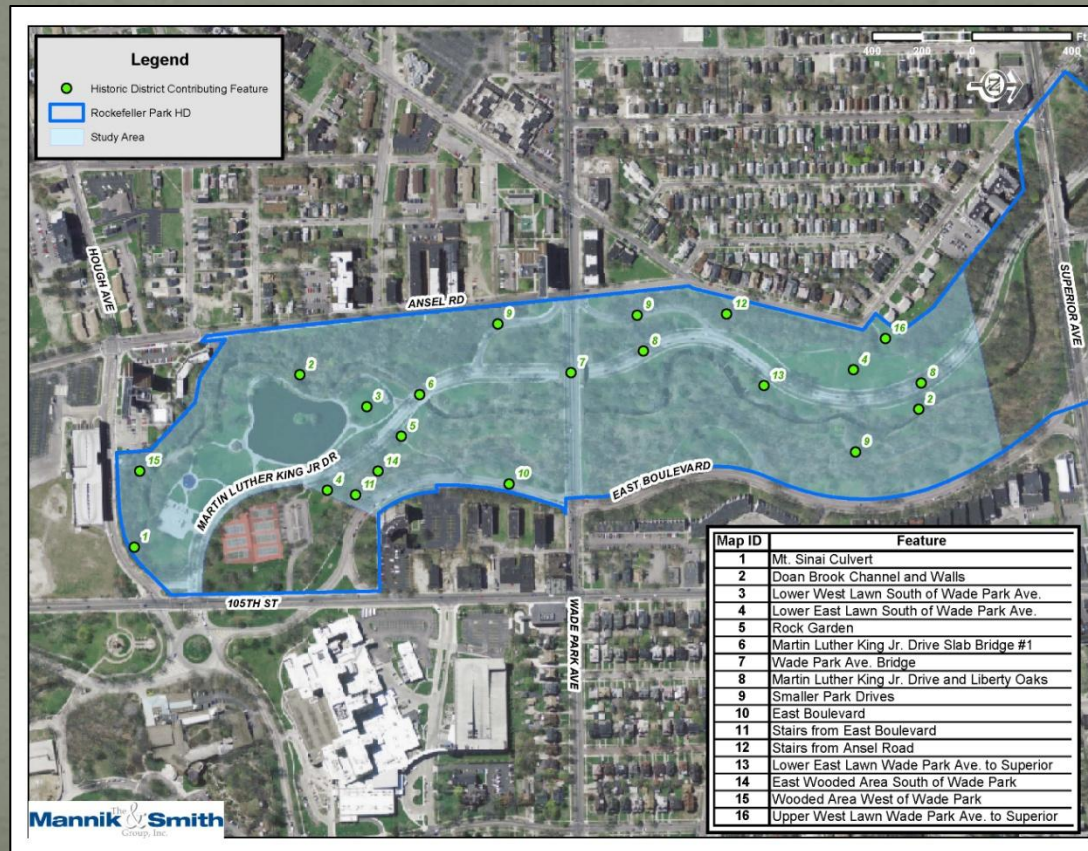 Legend
Historic District Contributing Feature
Rockefeller Park HD
Study Area
400 200 0 400
Ft
N
HOUGH AVE
ANSEL RD
SUPERIOR AVE
MARTIN LUTHER KING JR DR
EAST BOULEVARD
105TH ST
WADE PARK AVE
9
9
12
16
2
8
4
7
8
6
13
3
2
5
9
15
14
10
4
11
1
Map ID Feature
1 Mt. Sinai Culvert
2 Doan Brook Channel and Walls
3 Lower West Lawn South of Wade Park Ave.
4 Lower East Lawn South of Wade Park Ave.
5 Rock Garden
6 Martin Luther King Jr. Drive Slab Bridge #1
7 Wade Park Ave. Bridge
8 Martin Luther King Jr. Drive and Liberty Oaks
9 Smaller Park Drives
10 East Boulevard
11 Stairs from East Boulevard
12 Stairs from Ansel Road
13 Lower East Lawn Wade Park Ave. to Superior
14 East Wooded Area South of Wade Park
15 Wooded Area West of Wade Park
16 Upper West Lawn Wade Park Ave. to Superior
The
Mannik & Smith
Group, Inc.